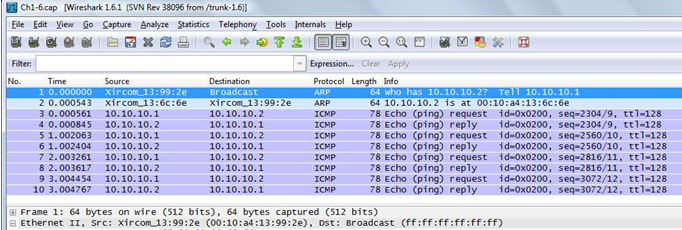 Ch1-6.cap [Wireshark 1.6.1 (SVN Rev 38096 from /trunk-1.6)]
File Edit View Go Capture Analyze Statistics Telephony Tools Internals Help
Filter: Expression... Clear Apply
No. Time Source Destination Protocol Length Info
1 0.000000 Xircom_13:99:2e Broadcast ARP 64 who has 10.10.10.2? Tell 10.10.10.1
2 0.000543 Xircom_13:6c:6e Xircom_13:99:2e ARP 64 10.10.10.2 is at 00:10:a4:13:6c:6e
3 0.000561 10.10.10.1 10.10.10.2 ICMP 78 Echo (ping) request id=0x0200, seq=2304/9, ttl=128
4 0.000845 10.10.10.2 10.10.10.1 ICMP 78 Echo (ping) reply id=0x0200, seq=2304/9, ttl=128
5 1.002063 10.10.10.1 10.10.10.2 ICMP 78 Echo (ping) request id=0x0200, seq=2560/10, ttl=128
6 1.002404 10.10.10.2 10.10.10.1 ICMP 78 Echo (ping) reply id=0x0200, seq=2560/10, ttl=128
7 2.003261 10.10.10.1 10.10.10.2 ICMP 78 Echo (ping) request id=0x0200, seq=2816/11, ttl=128
8 2.003617 10.10.10.2 10.10.10.1 ICMP 78 Echo (ping) reply id=0x0200, seq=2816/11, ttl=128
9 3.004454 10.10.10.1 10.10.10.2 ICMP 78 Echo (ping) request id=0x0200, seq=3072/12, ttl=128
10 3.004767 10.10.10.2 10.10.10.1 ICMP 78 Echo (ping) reply id=0x0200, seq=3072/12, ttl=128
Frame 1: 64 bytes on wire (512 bits), 64 bytes captured (512 bits)
Ethernet II, Src: Xircom_13:99:2e (00:10:a4:13:99:2e), Dst: Broadcast (ff:ff:ff:ff:ff:ff)